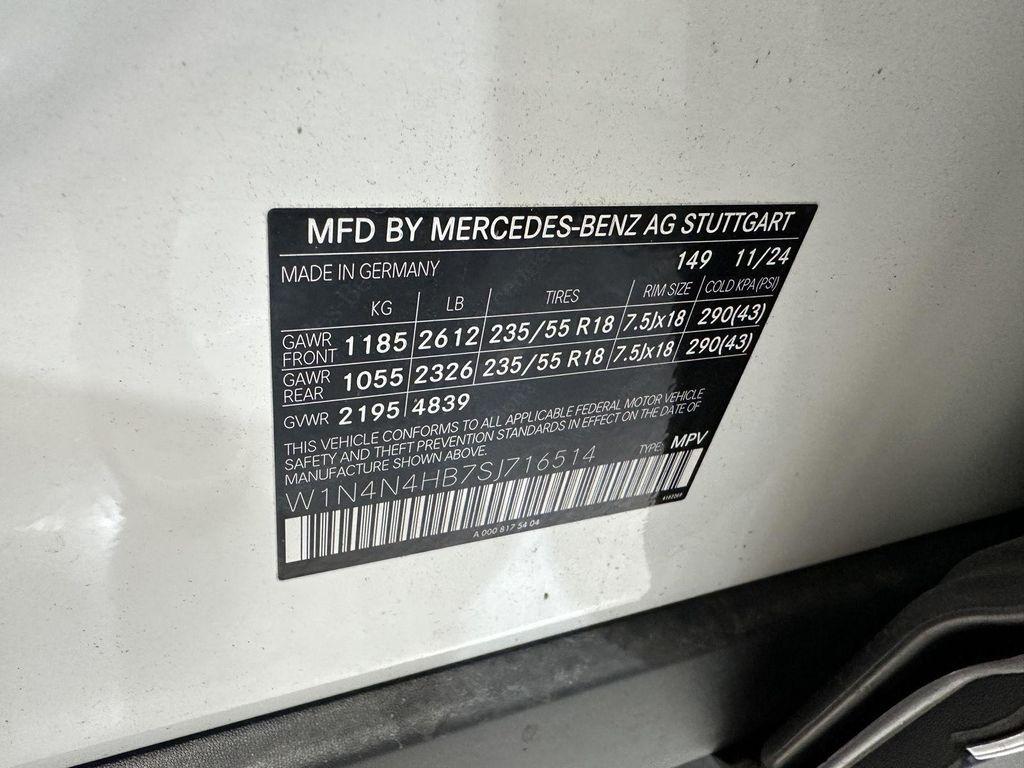 MFD BY MERCEDES-BENZ AG STUTTGART
MADE IN GERMANY 149 11/24
KG LB TIRES RIM SIZE COLD KPA (PSI)
GAWR FRONT 1185 2612 235/55 R18 7.5Jx18 290(43)
GAWR REAR 1055 2326 235/55 R18 7.5Jx18 290(43)
GVWR 2195 4839
THIS VEHICLE CONFORMS TO ALL APPLICABLE FEDERAL MOTOR VEHICLE
SAFETY AND THEFT PREVENTION STANDARDS IN EFFECT ON THE DATE OF
MANUFACTURE SHOWN ABOVE.
TYPE: MPV
W1N4N4HB7SJ716514
A 000 817 54 04